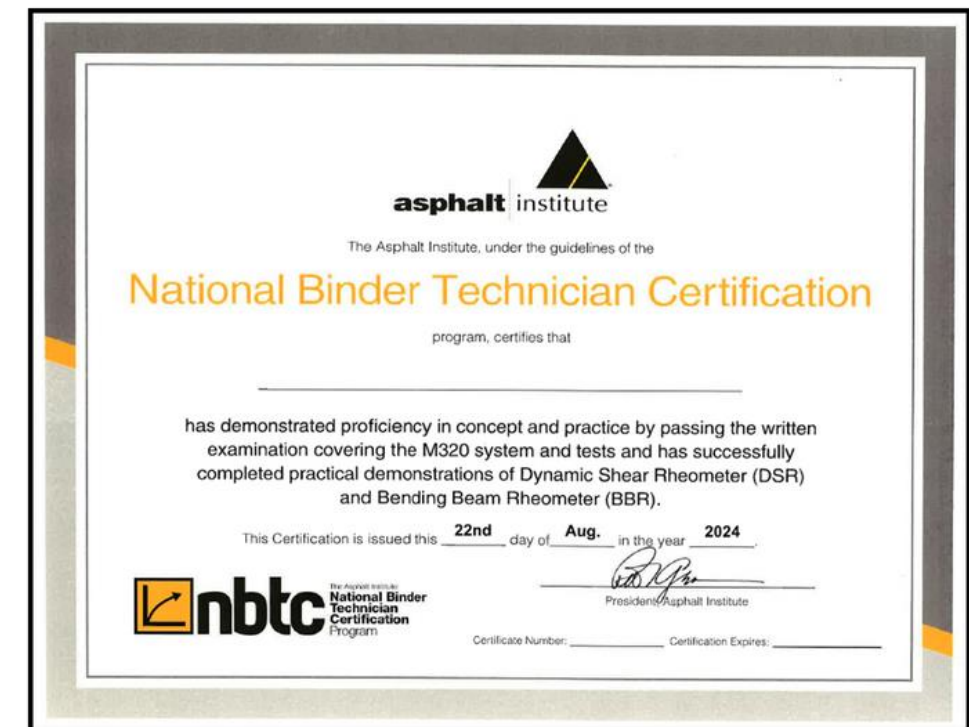 asphalt institute
The Asphalt Institute, under the guidelines of the
National Binder Technician Certification
program, certifies that
has demonstrated proficiency in concept and practice by passing the written
examination covering the M320 system and tests and has successfully
completed practical demonstrations of Dynamic Shear Rheometer (DSR)
and Bending Beam Rheometer (BBR).
This Certification is issued this 22nd day of Aug. in the year 2024.
President, Asphalt Institute
nbtc
The Asphalt Institute
National Binder
Technician
Certification
Program
Certificate Number: Certification Expires: